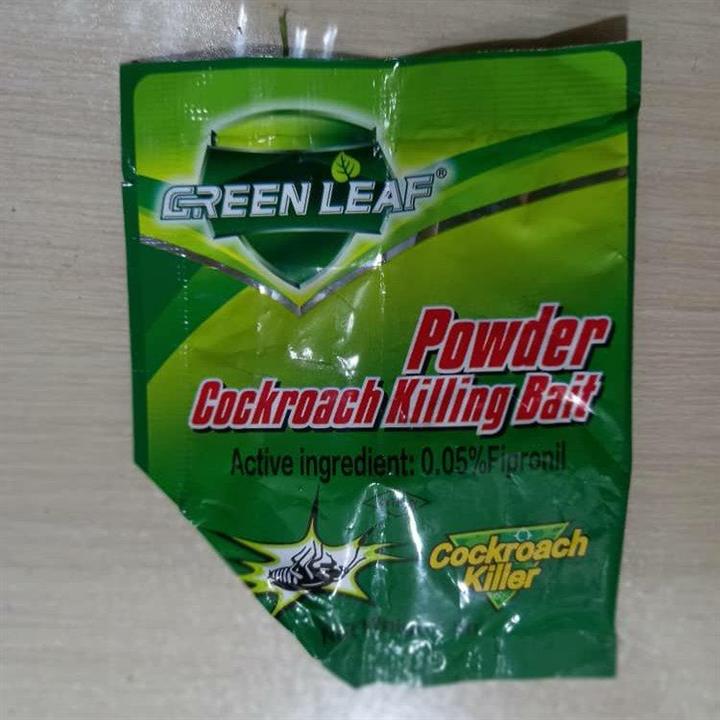 GREEN LEAF®
Powder
Cockroach Killing Bait
Active ingredient: 0.05%Fipronil
Cockroach
Killer